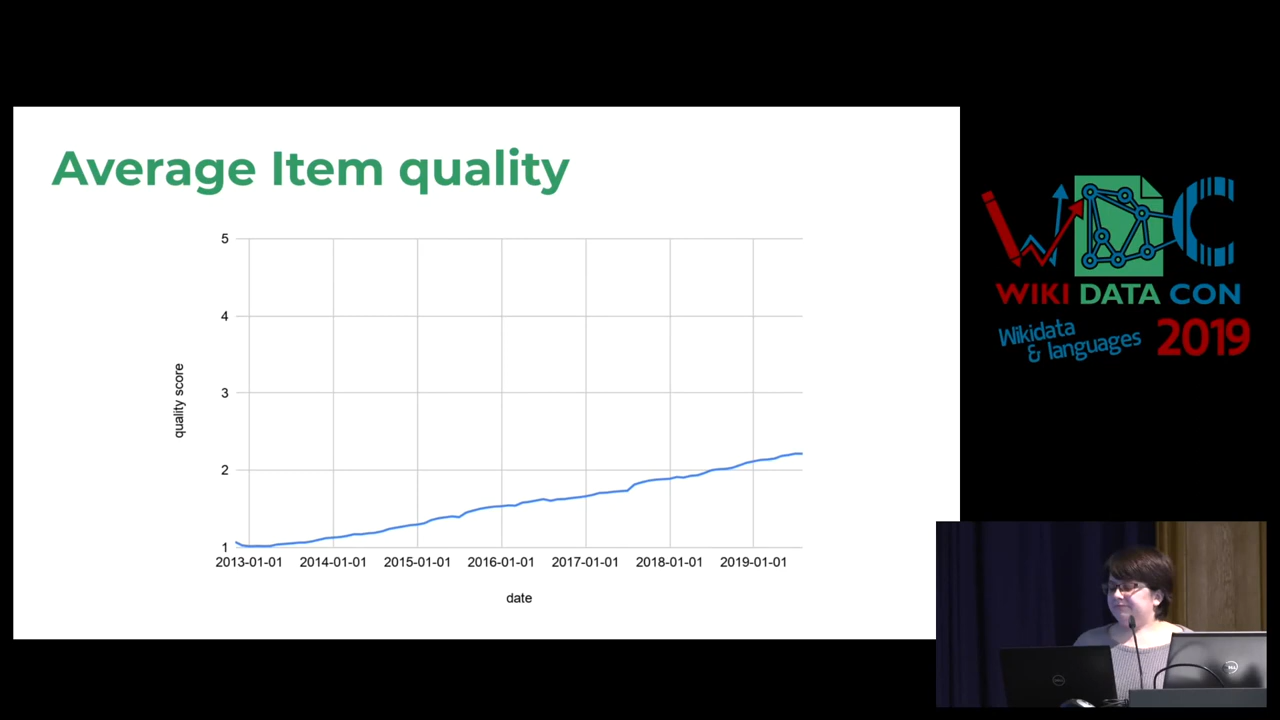 Average Item quality
5
4
3
2
1
quality score
2013-01-01 2014-01-01 2015-01-01 2016-01-01 2017-01-01 2018-01-01 2019-01-01
date
WDC
WIKI DATA CON
Wikidata
& languages
2019
DELL